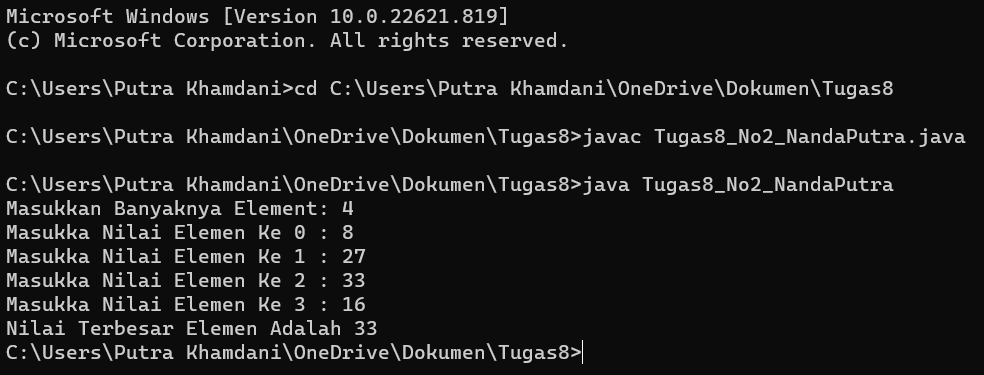 Microsoft Windows [Version 10.0.22621.819]
(c) Microsoft Corporation. All rights reserved.
C:\Users\Putra Khamdani>cd C:\Users\Putra Khamdani\OneDrive\Dokumen\Tugas8
C:\Users\Putra Khamdani\OneDrive\Dokumen\Tugas8>javac Tugas8_No2_NandaPutra.java
C:\Users\Putra Khamdani\OneDrive\Dokumen\Tugas8>java Tugas8_No2_NandaPutra
Masukkan Banyaknya Element: 4
Masukka Nilai Elemen Ke 0 : 8
Masukka Nilai Elemen Ke 1 : 27
Masukka Nilai Elemen Ke 2 : 33
Masukka Nilai Elemen Ke 3 : 16
Nilai Terbesar Elemen Adalah 33
C:\Users\Putra Khamdani\OneDrive\Dokumen\Tugas8>